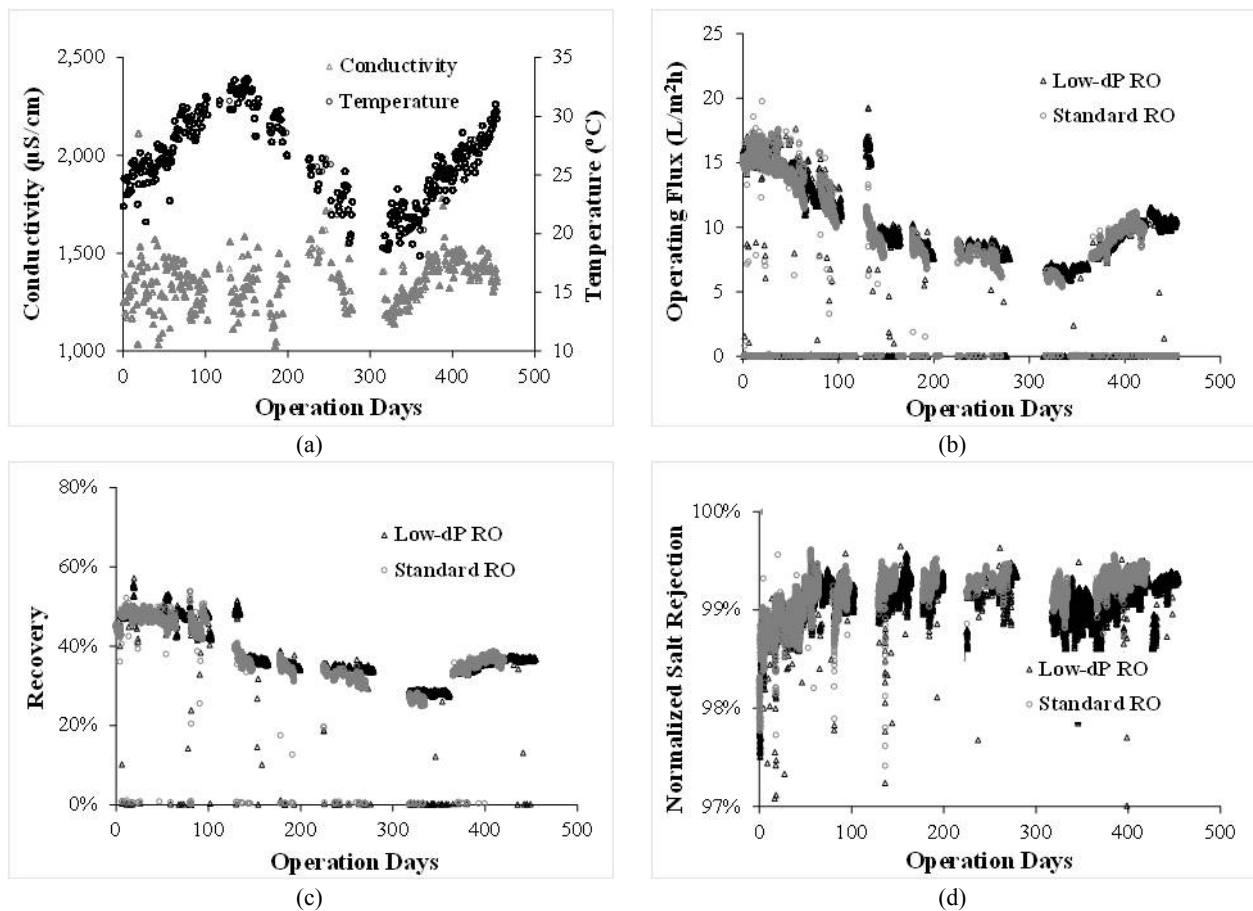 2,500
2,000
1,500
1,000
Conductivity (µS/cm)
Conductivity
Temperature
35
30
25
20
15
10
Temperature (°C)
0
100
200
300
400
500
Operation Days
(a)
25
20
15
10
5
0
Operating Flux (L/m²h)
Low-dP RO
Standard RO
0
100
200
300
400
500
Operation Days
(b)
80%
60%
40%
20%
0%
Recovery
Low-dP RO
Standard RO
0
100
200
300
400
500
Operation Days
(c)
100%
99%
98%
97%
Normalized Salt Rejection
Low-dP RO
Standard RO
0
100
200
300
400
500
Operation Days
(d)